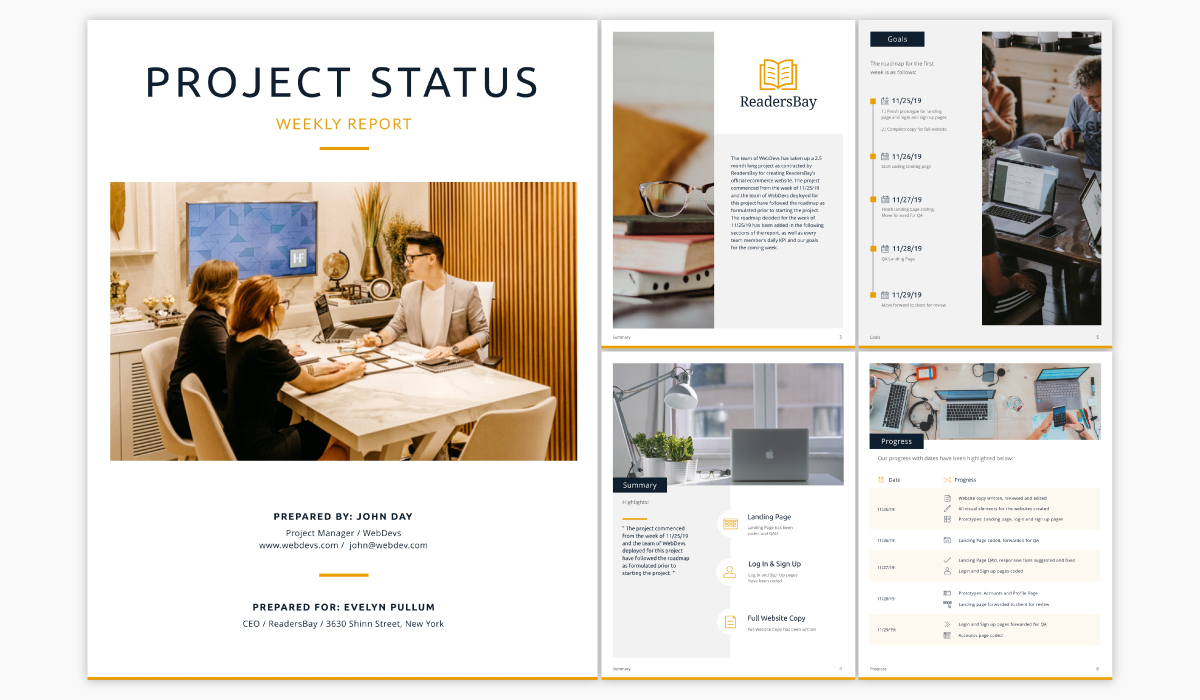 PROJECT STATUS
WEEKLY REPORT
HF
PREPARED BY: JOHN DAY
Project Manager / WebDevs
www.webdevs.com / john@webdev.com
PREPARED FOR: EVELYN PULLUM
CEO / ReadersBay / 3630 Shinn Street, New York
ReadersBay
The team of WebDevs has taken up a 2.5
month long project as contracted by
ReadersBay for creating ReadersBay's
official ecommerce website. The project
commenced from the week of 11/25/19
and the team of WebDevs deployed for
this project have followed the roadmap as
formulated prior to starting the project.
The roadmap decided for the week of
11/25/19 has been added in the following
sections of the report, as well as every
team member's daily KPI and our goals
for the coming week.
Summary
3
Goals
The roadmap for the first
week is as follows:
11/25/19
1.) Finish prototype for landing
page and login and sign up pages
2.) Complete copy for full website
11/26/19
Start coding landing page
11/27/19
Finish landing page coding.
Move forward for QA
11/28/19
QA Landing Page
11/29/19
Move forward to client for review
Goals
5
Summary
Highlights:
" The project commenced
from the week of 11/25/19
and the team of WebDevs
deployed for this project
have followed the roadmap
as formulated prior to
starting the project. "
Landing Page
Landing Page has been
coded and QA'd
Log In & Sign Up
Log In and Sign Up pages
have been coded
Full Website Copy
Full Website Copy has been written
Summary
4
Progress
Our progress with dates have been highlighted below:
Date Progress
11/25/19:
Website copy written, reviewed and edited
All visual elements for the websites created
Prototypes: Landing page, login and sign up pages
11/26/19:
Landing Page coded, forwarded for QA
11/27/19:
Landing Page QA'd, responsive fixes suggested and fixed
Login and Sign up pages coded
11/28/19:
Prototypes: Accounts and Profile Page
Landing page forwarded to client for review
11/29/19:
Login and Sign up pages forwarded for QA
Accounts page coded
Progress
6